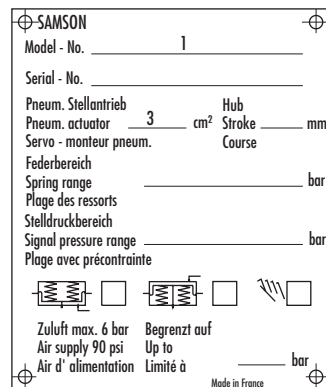 SAMSON
Model - No. 1
Serial - No.
Pneum. Stellantrieb Hub
Pneum. actuator 3 cm² Stroke mm
Servo - monteur pneum. Course
Federbereich
Spring range bar
Plage des ressorts
Stelldruckbereich
Signal pressure range bar
Plage avec précontrainte
Zuluft max. 6 bar Begrenzt auf
Air supply 90 psi Up to
Air d' alimentation Limité à bar
Made in France